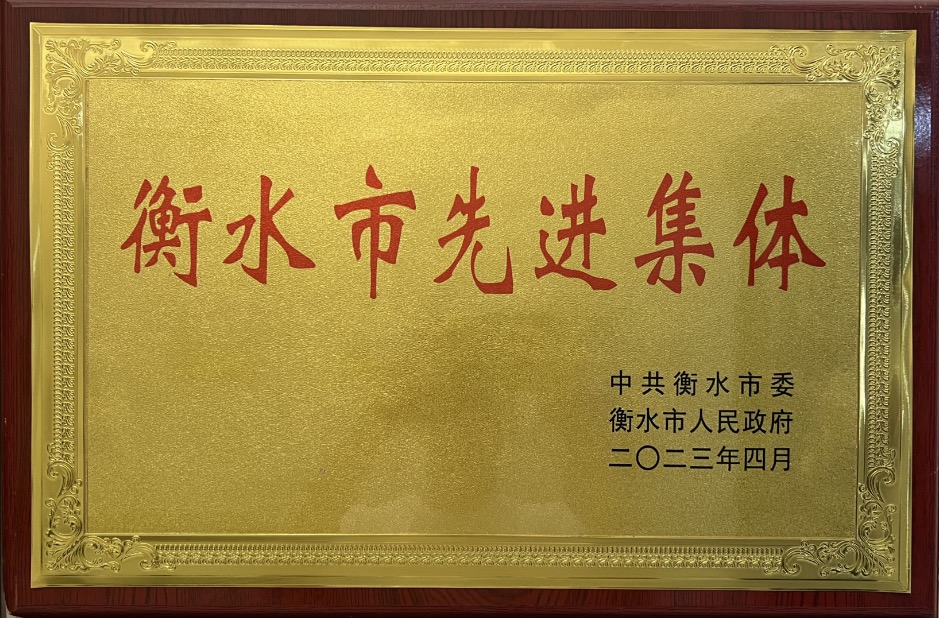 衡水市先进集体
中共衡水市委
衡水市人民政府
二〇二三年四月